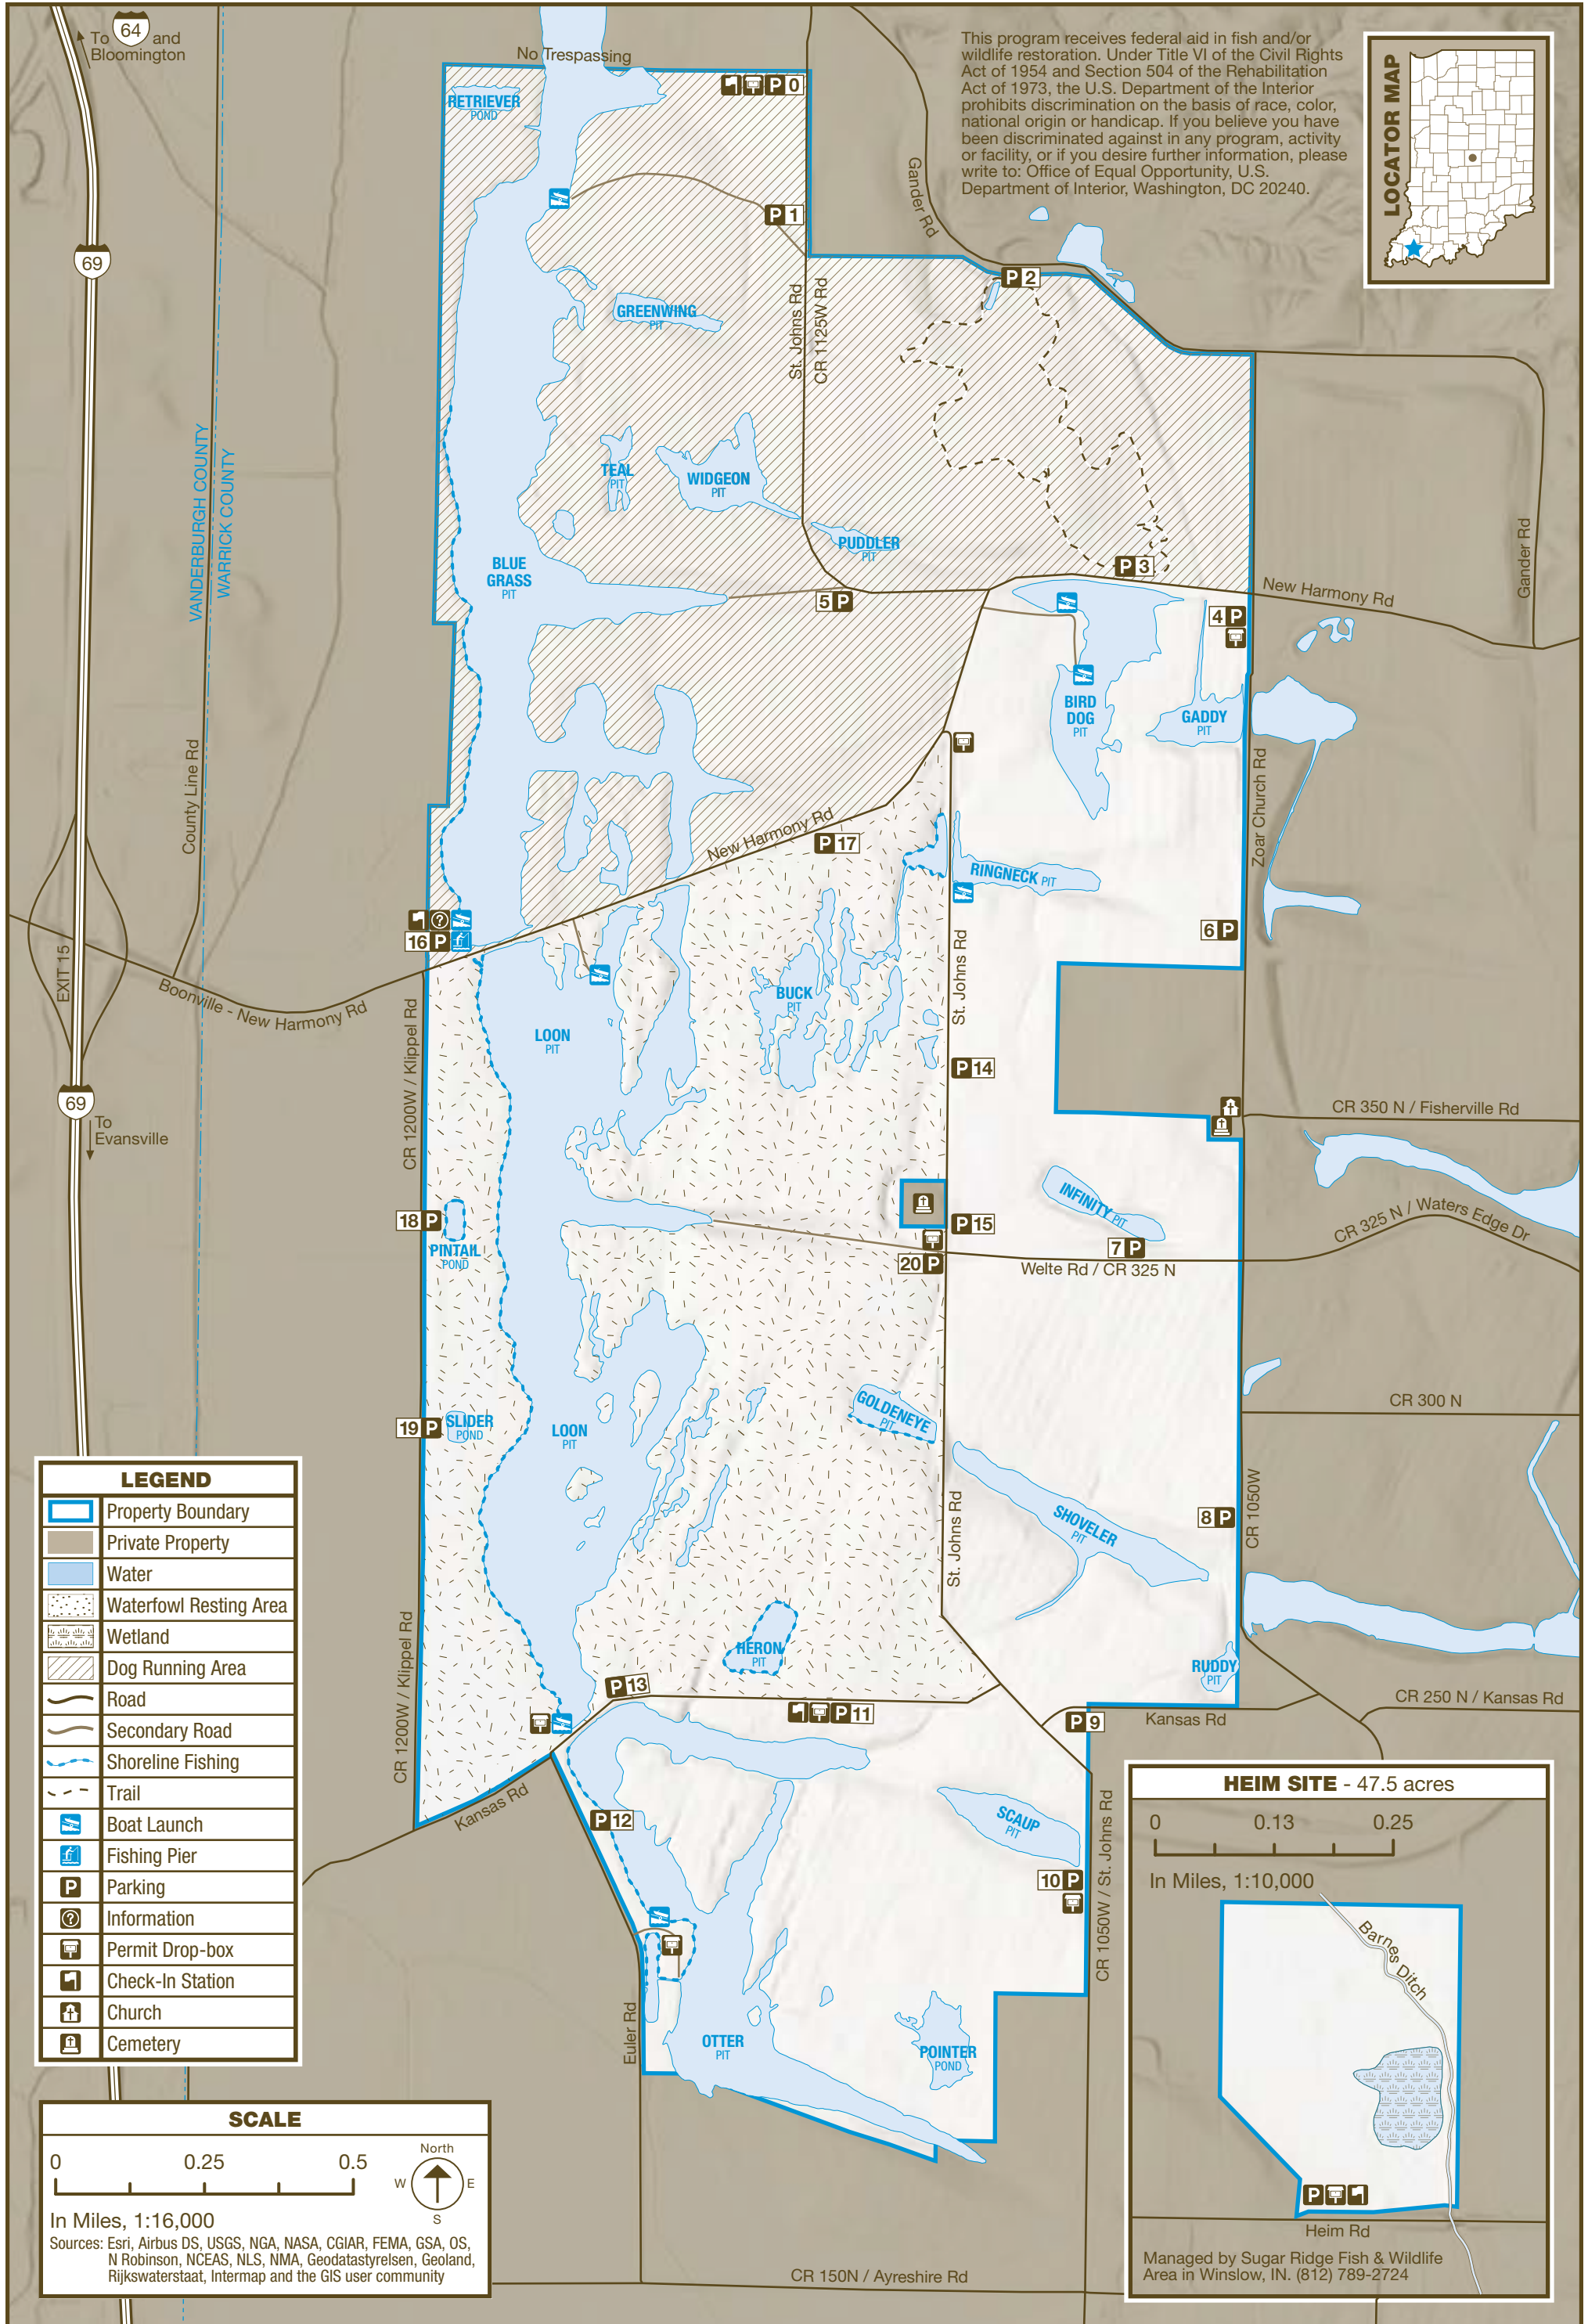 To 64 and
Bloomington
No Trespassing
This program receives federal aid in fish and/or
wildlife restoration. Under Title VI of the Civil Rights
Act of 1954 and Section 504 of the Rehabilitation
Act of 1973, the U.S. Department of the Interior
prohibits discrimination on the basis of race, color,
national origin or handicap. If you believe you have
been discriminated against in any program, activity
or facility, or if you desire further information, please
write to: Office of Equal Opportunity, U.S.
Department of Interior, Washington, DC 20240.
LOCATOR MAP
RETRIEVER
POND
P 0
P 1
Gander Rd
69
P 2
St. Johns Rd
CR 1125W Rd
GREENWING
PIT
VANDERBURGH COUNTY
WARRICK COUNTY
TEAL
PIT
WIDGEON
PIT
PUDDLER
PIT
BLUE
GRASS
PIT
P 3
5 P
New Harmony Rd
Gander Rd
4 P
BIRD
DOG
PIT
GADDY
PIT
County Line Rd
Zoar Church Rd
New Harmony Rd
P 17
RINGNECK PIT
16 P
6 P
EXIT 15
Boonville - New Harmony Rd
CR 1200W / Klippel Rd
LOON
PIT
BUCK
PIT
St. Johns Rd
P 14
69
To
Evansville
CR 350 N / Fisherville Rd
INFINITY PIT
18 P
PINTAIL
POND
P 15
7 P
20 P
Welte Rd / CR 325 N
CR 325 N / Waters Edge Dr
CR 300 N
GOLDENEYE
PIT
19 P
SLIDER
POND
LOON
PIT
St. Johns Rd
SHOVELER
PIT
8 P
CR 1050W
LEGEND
Property Boundary
Private Property
Water
Waterfowl Resting Area
Wetland
Dog Running Area
Road
Secondary Road
Shoreline Fishing
Trail
Boat Launch
Fishing Pier
P Parking
? Information
Permit Drop-box
Check-In Station
Church
Cemetery
CR 1200W / Klippel Rd
HERON
PIT
RUDDY
PIT
P 13
P 11
P 9
Kansas Rd
CR 250 N / Kansas Rd
Kansas Rd
P 12
SCAUP
PIT
10 P
CR 1050W / St. Johns Rd
Euler Rd
OTTER
PIT
POINTER
POND
HEIM SITE - 47.5 acres
0 0.13 0.25
In Miles, 1:10,000
Barnes Ditch
P
Heim Rd
Managed by Sugar Ridge Fish & Wildlife
Area in Winslow, IN. (812) 789-2724
SCALE
0 0.25 0.5
North
W E
S
In Miles, 1:16,000
Sources: Esri, Airbus DS, USGS, NGA, NASA, CGIAR, FEMA, GSA, OS,
N Robinson, NCEAS, NLS, NMA, Geodatastyrelsen, Geoland,
Rijkswaterstaat, Intermap and the GIS user community
CR 150N / Ayreshire Rd